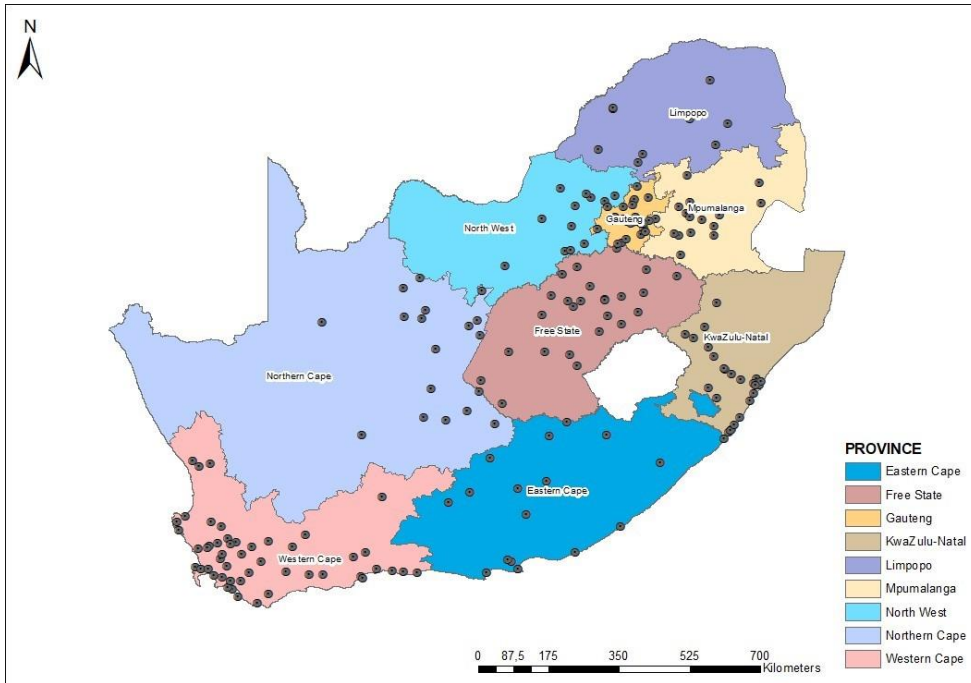 N
Limpopo
Mpumalanga
Gauteng
North West
Free State
KwaZulu-Natal
Northern Cape
Eastern Cape
Western Cape
PROVINCE
Eastern Cape
Free State
Gauteng
KwaZulu-Natal
Limpopo
Mpumalanga
North West
Northern Cape
Western Cape
0 87,5 175 350 525 700
Kilometers